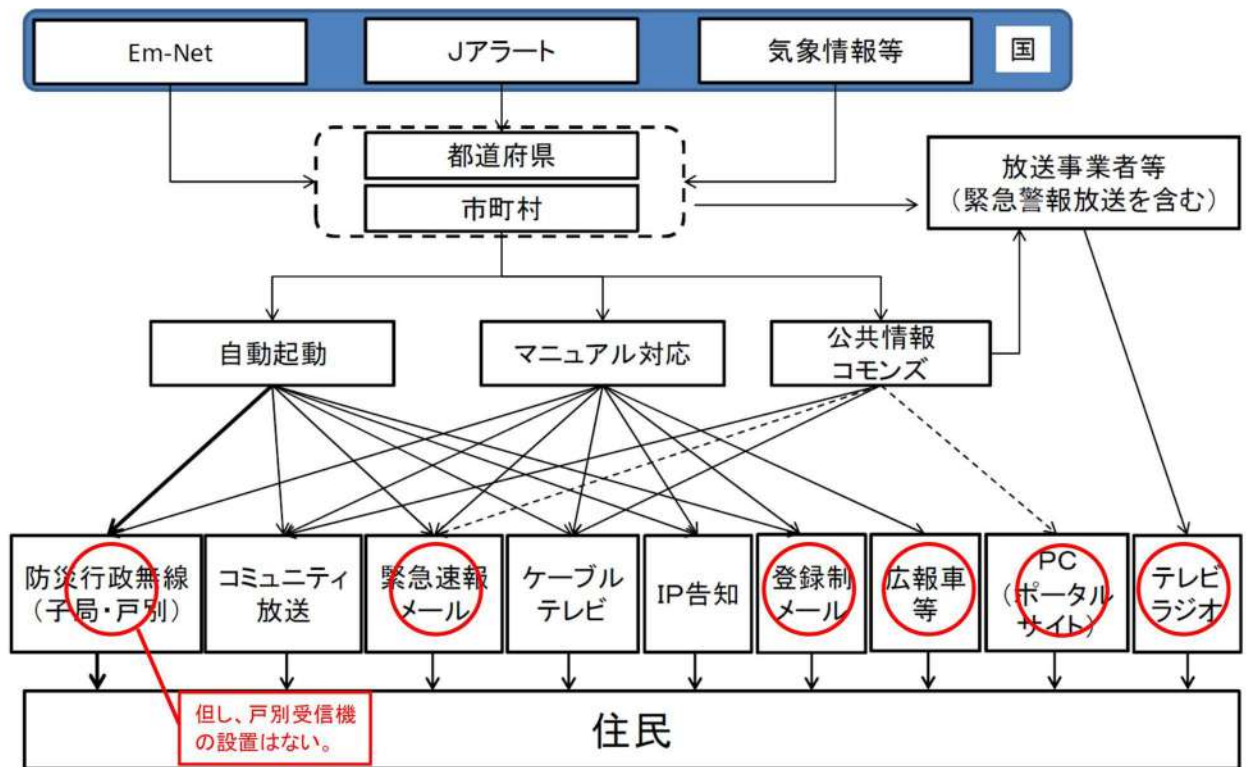 Em-Net
Jアラート
気象情報等
国
都道府県
市町村
放送事業者等
（緊急警報放送を含む）
自動起動
マニュアル対応
公共情報
コモンズ
防災行政無線
（子局・戸別）
コミュニティ
放送
緊急速報
メール
ケーブル
テレビ
IP告知
登録制
メール
広報車
等
PC
（ポータル
サイト）
テレビ
ラジオ
但し、戸別受信機
の設置はない。
住民